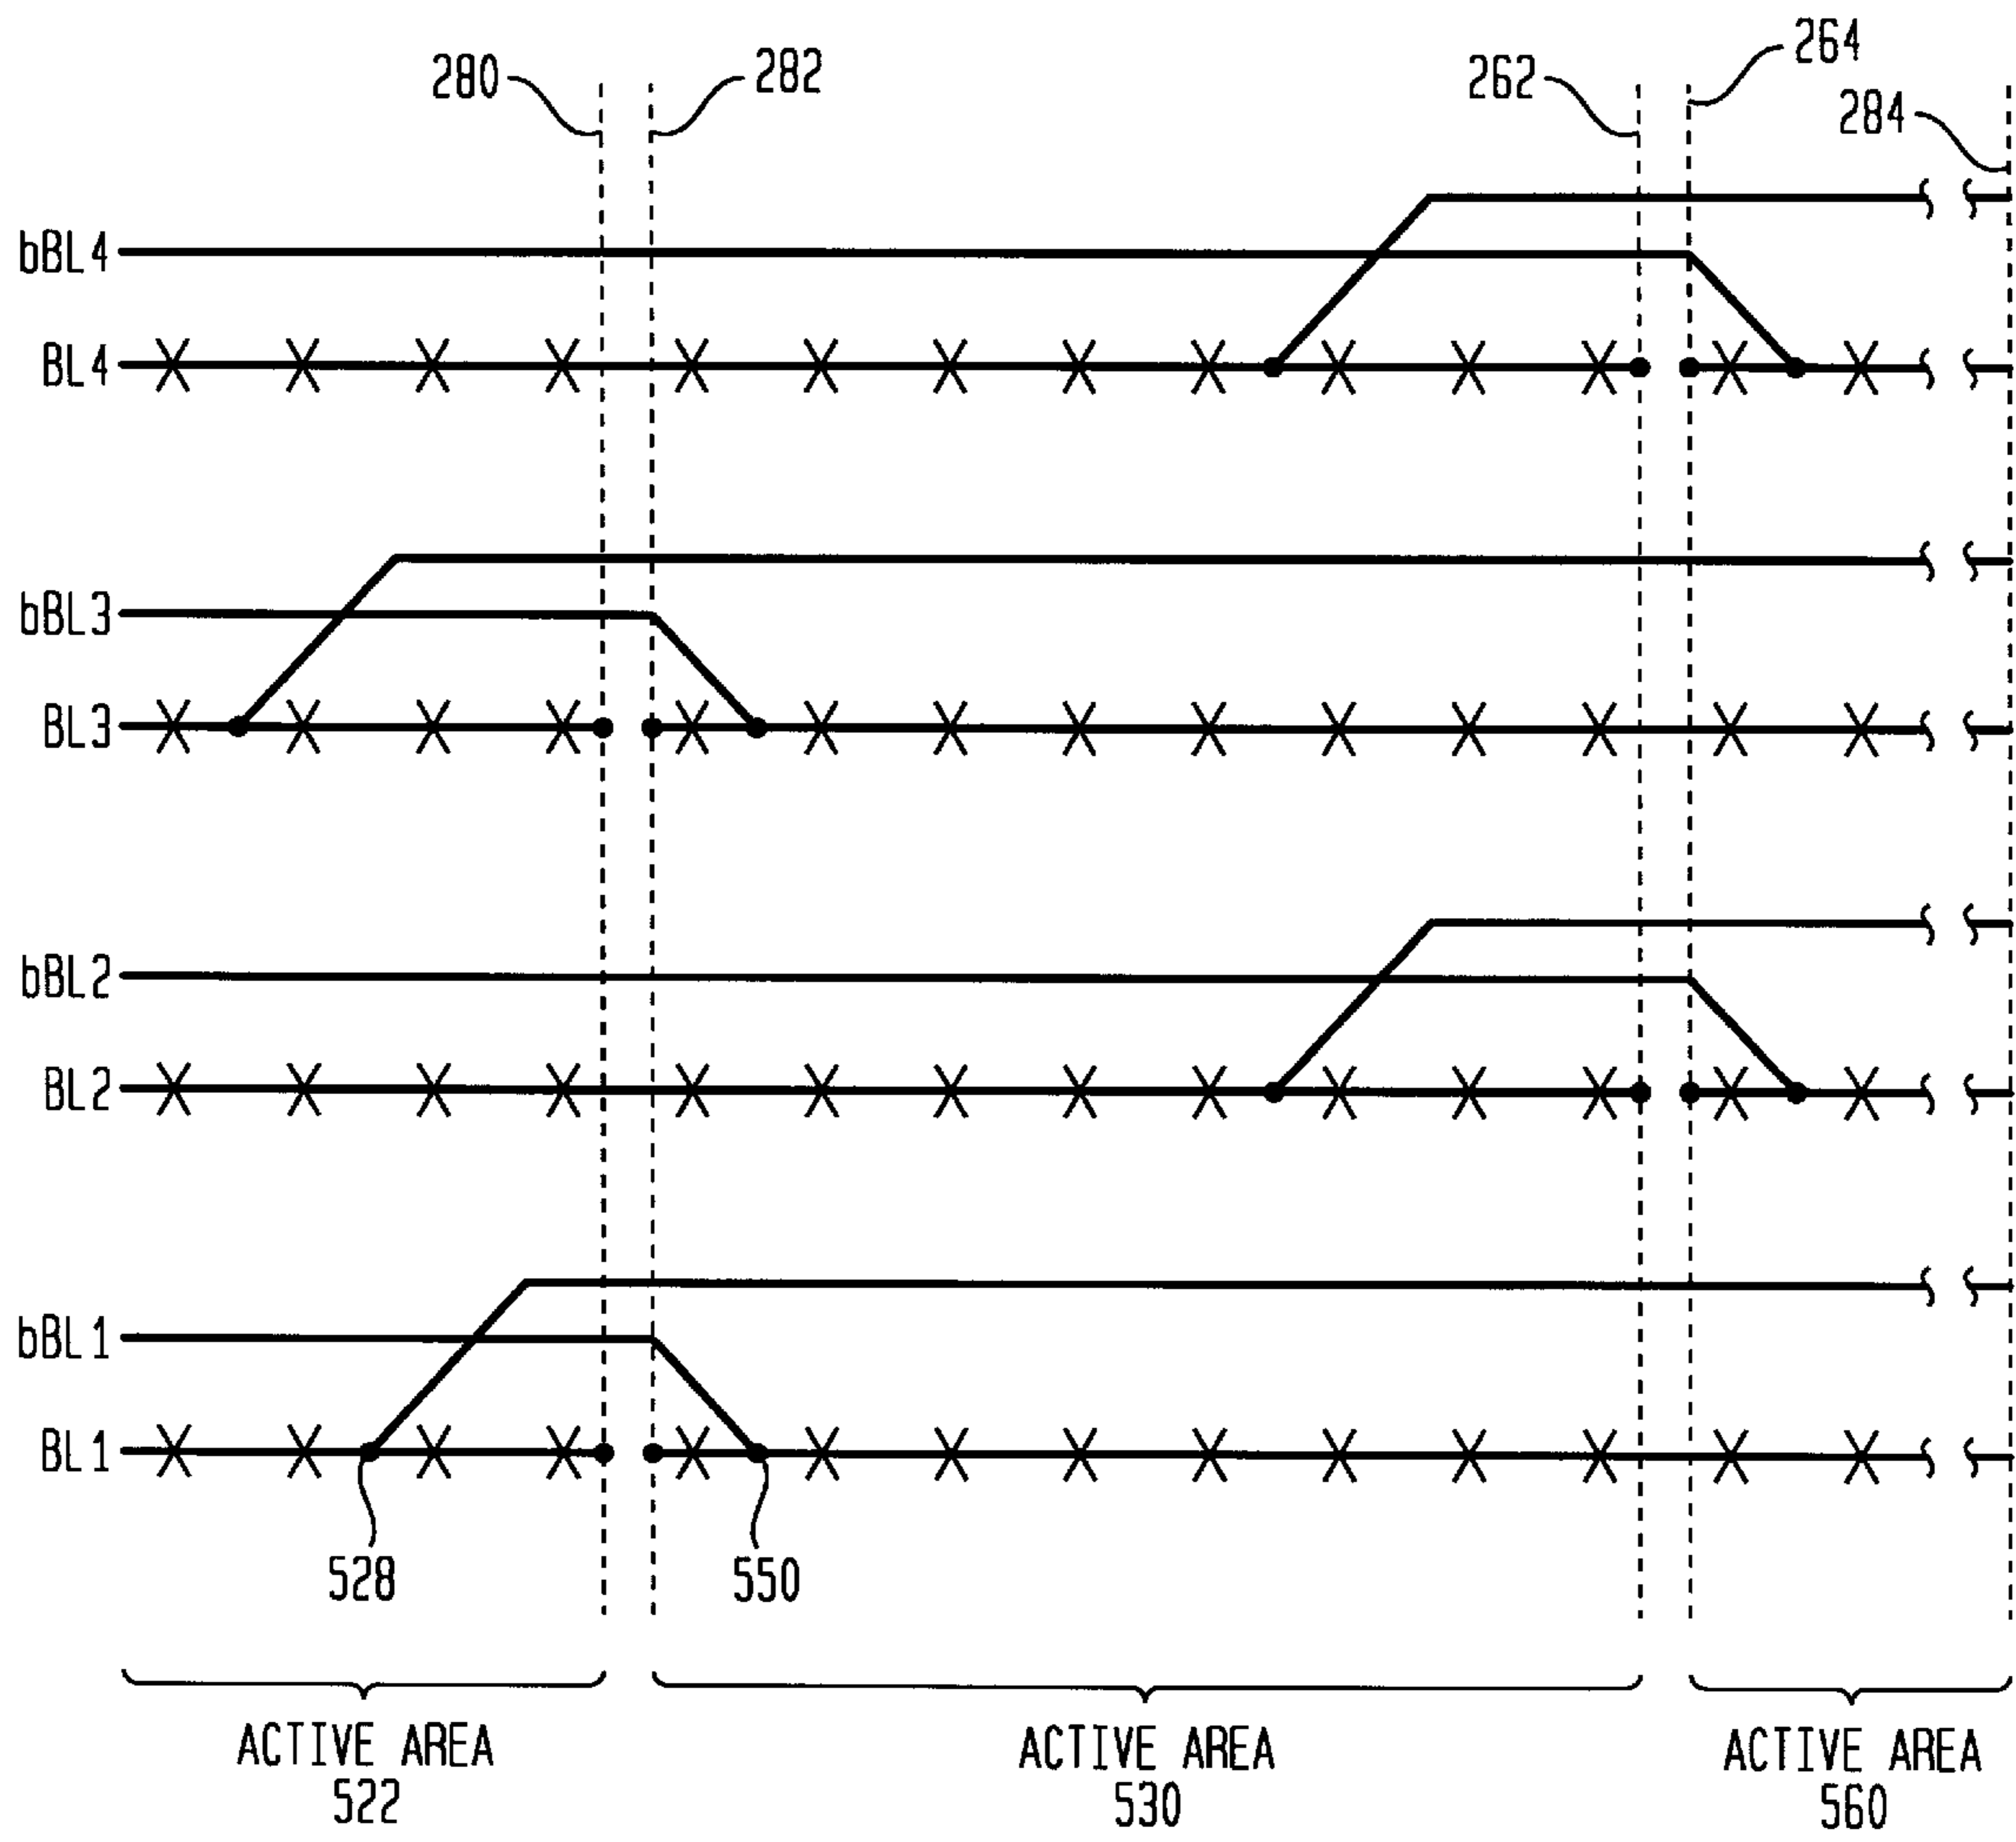 280
282
262
264
284
bBL4
BL4
bBL3
BL3
bBL2
BL2
bBL1
BL1
528
550
ACTIVE AREA
522
ACTIVE AREA
530
ACTIVE AREA
560